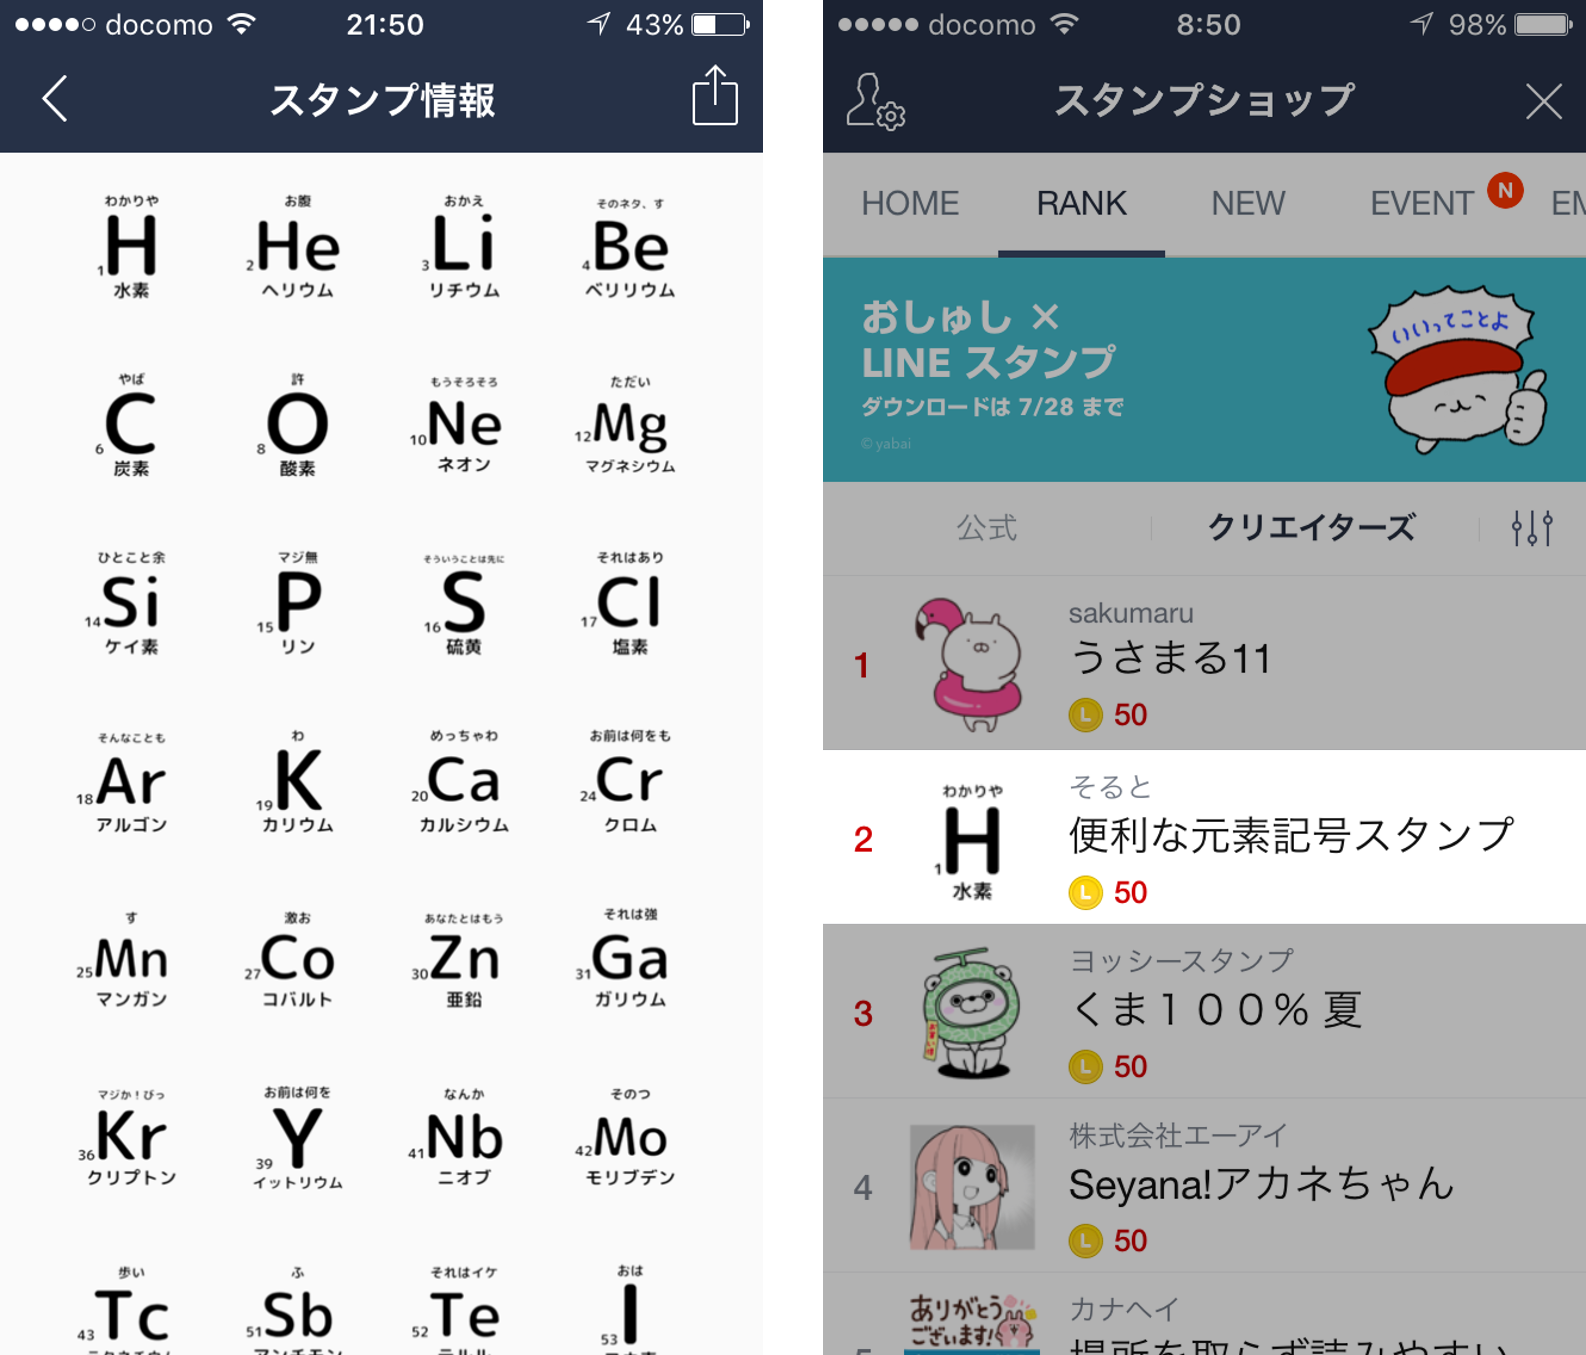 docomo 21:50 43%
スタンプ情報
わかりや お腹 おかえ そのネタ、す
1 H 2 He 3 Li 4 Be
水素 ヘリウム リチウム ベリリウム
やば 許 もうそろそろ ただい
6 C 8 O 10 Ne 12 Mg
炭素 酸素 ネオン マグネシウム
ひとこと余 マジ無 そういうことは先に それはあり
14 Si 15 P 16 S 17 Cl
ケイ素 リン 硫黄 塩素
そんなことも わ めっちゃわ お前は何をも
18 Ar 19 K 20 Ca 24 Cr
アルゴン カリウム カルシウム クロム
す 激お あなたとはもう それは強
25 Mn 27 Co 30 Zn 31 Ga
マンガン コバルト 亜鉛 ガリウム
マジか!びっ お前は何を なんか そのつ
36 Kr 39 Y 41 Nb 42 Mo
クリプトン イットリウム ニオブ モリブデン
歩い ふ それはイケ おは
43 Tc 51 Sb 52 Te 53 I
docomo 8:50 98%
スタンプショップ
HOME RANK NEW EVENT N EM
おしゅし ×
LINE スタンプ
ダウンロードは 7/28 まで
© yabai
いいってことよ
公式 クリエイターズ
sakumaru
1 うさまる11
L 50
そると
2 便利な元素記号スタンプ
わかりや
1 H
水素
L 50
ヨッシースタンプ
3 くま１００% 夏
L 50
株式会社エーアイ
4 Seyana!アカネちゃん
L 50
カナヘイ
ありがとう
ございます!
5 場所を取らず読みやすい